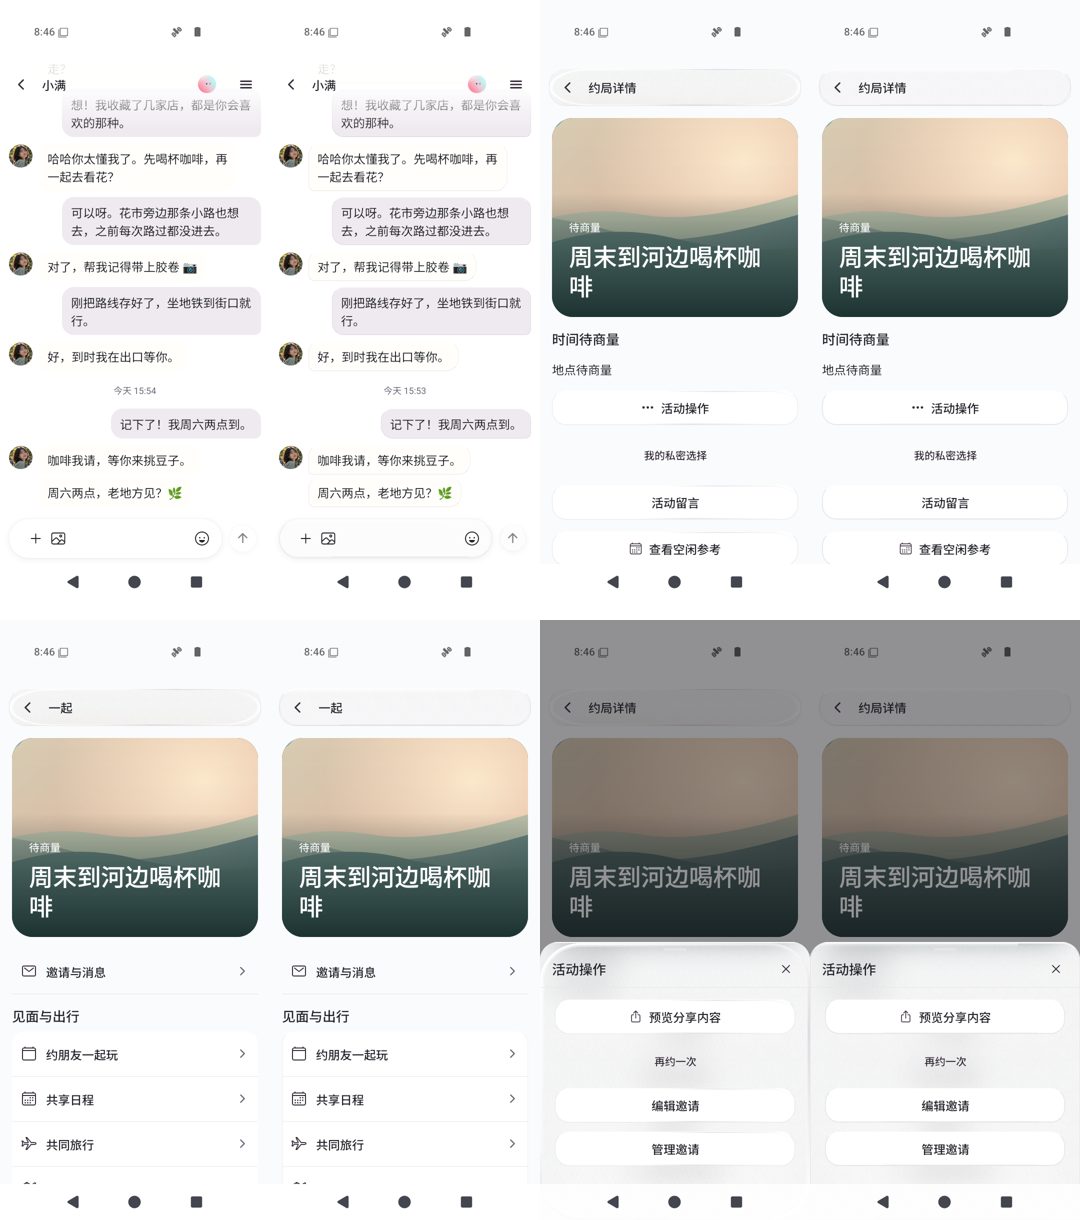 8:46
走?
小满
想！我收藏了几家店，都是你会喜
欢的那种。
哈哈你太懂我了。先喝杯咖啡，再
一起去看花？
可以呀。花市旁边那条小路也想
去，之前每次路过都没进去。
对了，帮我记得带上胶卷 📷
刚把路线存好了，坐地铁到街口就
行。
好，到时我在出口等你。
今天 15:54
记下了！我周六两点到。
咖啡我请，等你来挑豆子。
周六两点，老地方见？🌿
8:46
走?
小满
想！我收藏了几家店，都是你会喜
欢的那种。
哈哈你太懂我了。先喝杯咖啡，再
一起去看花？
可以呀。花市旁边那条小路也想
去，之前每次路过都没进去。
对了，帮我记得带上胶卷 📷
刚把路线存好了，坐地铁到街口就
行。
好，到时我在出口等你。
今天 15:53
记下了！我周六两点到。
咖啡我请，等你来挑豆子。
周六两点，老地方见？🌿
8:46
约局详情
待商量
周末到河边喝杯咖
啡
时间待商量
地点待商量
活动操作
我的私密选择
活动留言
查看空闲参考
8:46
约局详情
待商量
周末到河边喝杯咖
啡
时间待商量
地点待商量
活动操作
我的私密选择
活动留言
查看空闲参考
8:46
一起
待商量
周末到河边喝杯咖
啡
邀请与消息
见面与出行
约朋友一起玩
共享日程
共同旅行
8:46
一起
待商量
周末到河边喝杯咖
啡
邀请与消息
见面与出行
约朋友一起玩
共享日程
共同旅行
8:46
约局详情
待商量
周末到河边喝杯咖
啡
活动操作
预览分享内容
再约一次
编辑邀请
管理邀请
8:46
约局详情
待商量
周末到河边喝杯咖
啡
活动操作
预览分享内容
再约一次
编辑邀请
管理邀请